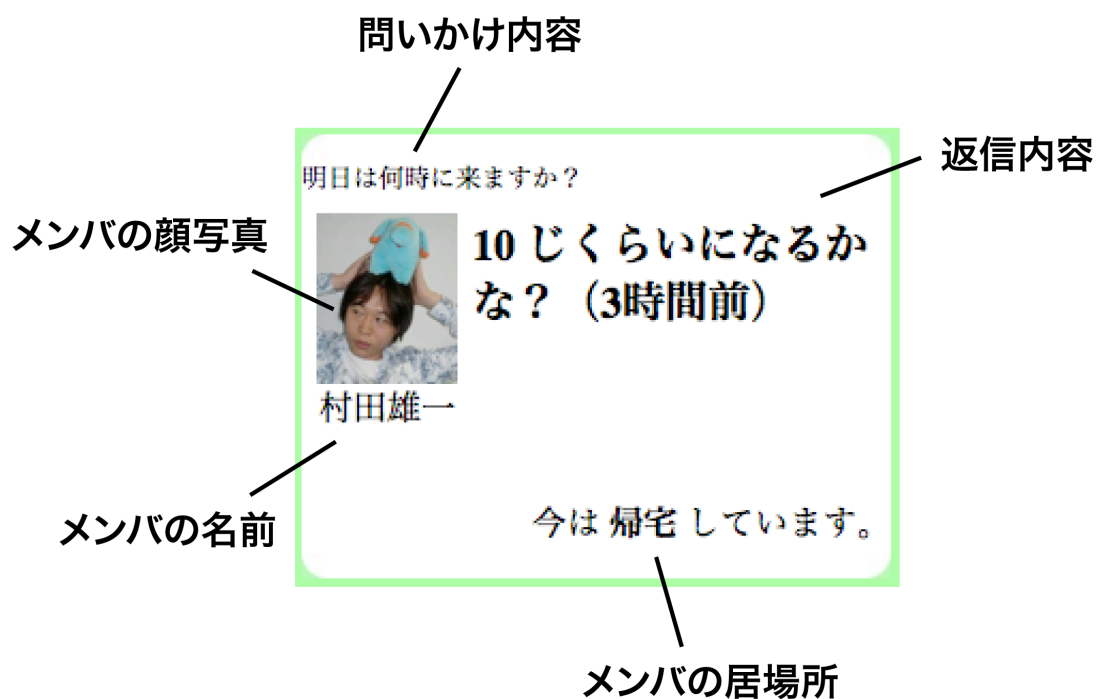 問いかけ内容
返信内容
明日は何時に来ますか？
メンバの顔写真
10 じくらいになるか
な？（3時間前）
村田雄一
メンバの名前
今は 帰宅 しています。
メンバの居場所